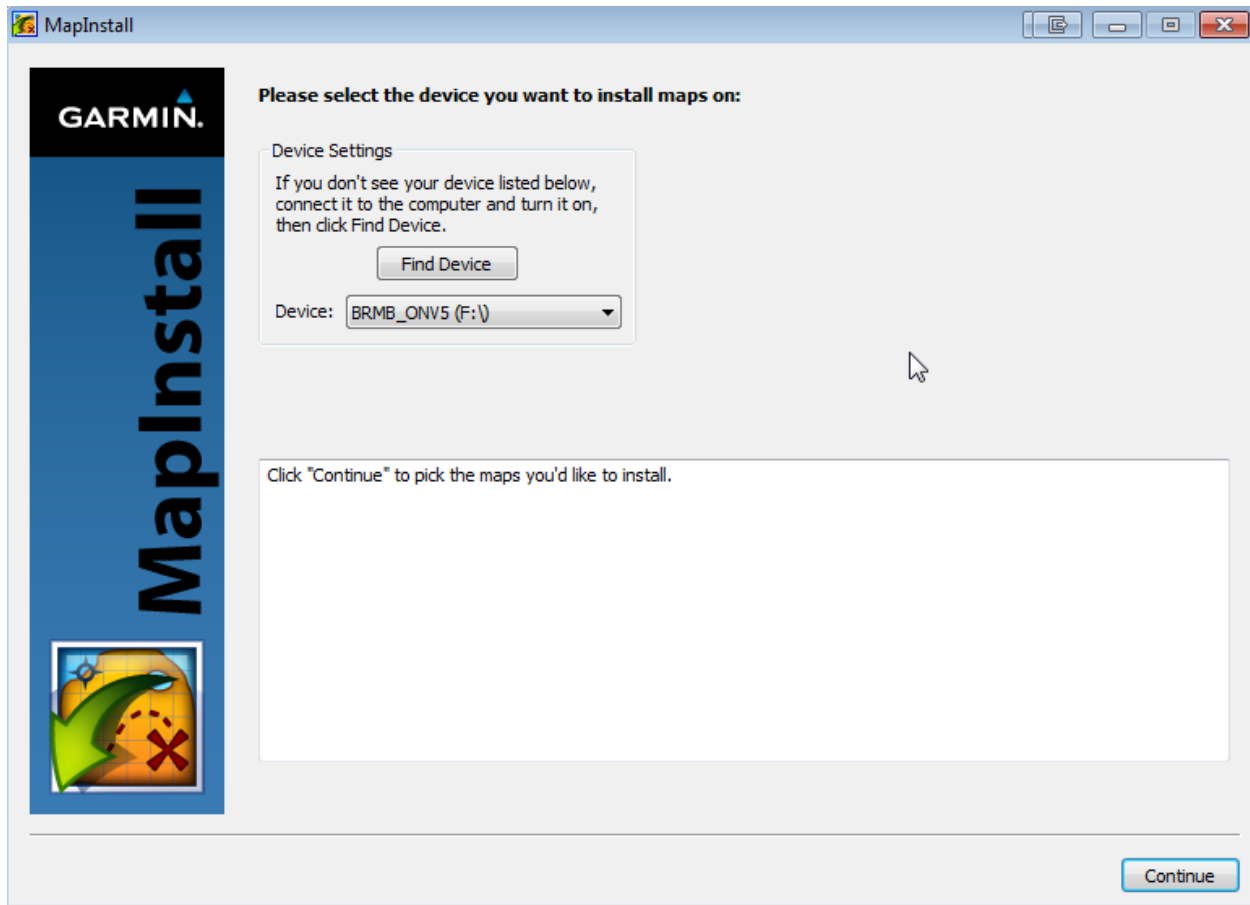 MapInstall
GARMIN.
MapInstall
Please select the device you want to install maps on:
Device Settings
If you don't see your device listed below,
connect it to the computer and turn it on,
then click Find Device.
Find Device
Device: BRMB_ONV5 (F:\)
Click "Continue" to pick the maps you'd like to install.
Continue